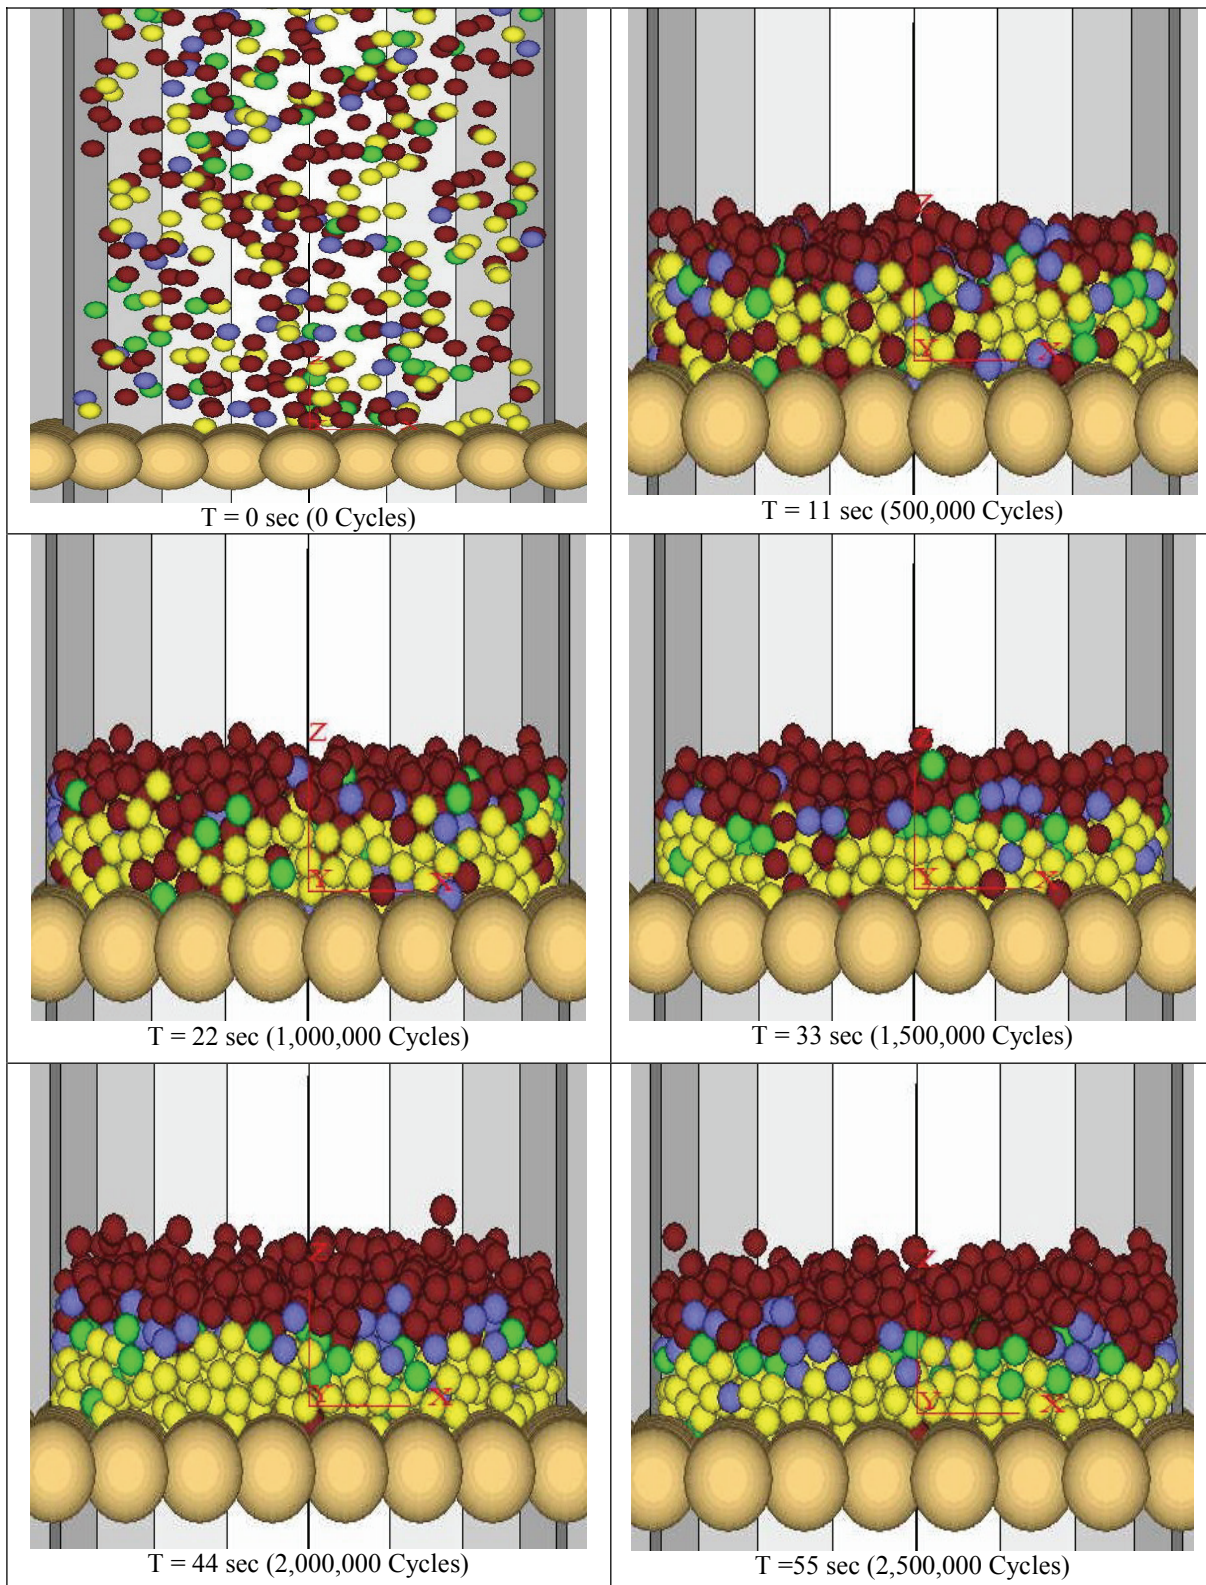 T = 0 sec (0 Cycles)
Z
Y
X
T = 11 sec (500,000 Cycles)
Z
Y
X
T = 22 sec (1,000,000 Cycles)
Z
Y
X
T = 33 sec (1,500,000 Cycles)
Z
Y
X
T = 44 sec (2,000,000 Cycles)
Z
Y
X
T =55 sec (2,500,000 Cycles)